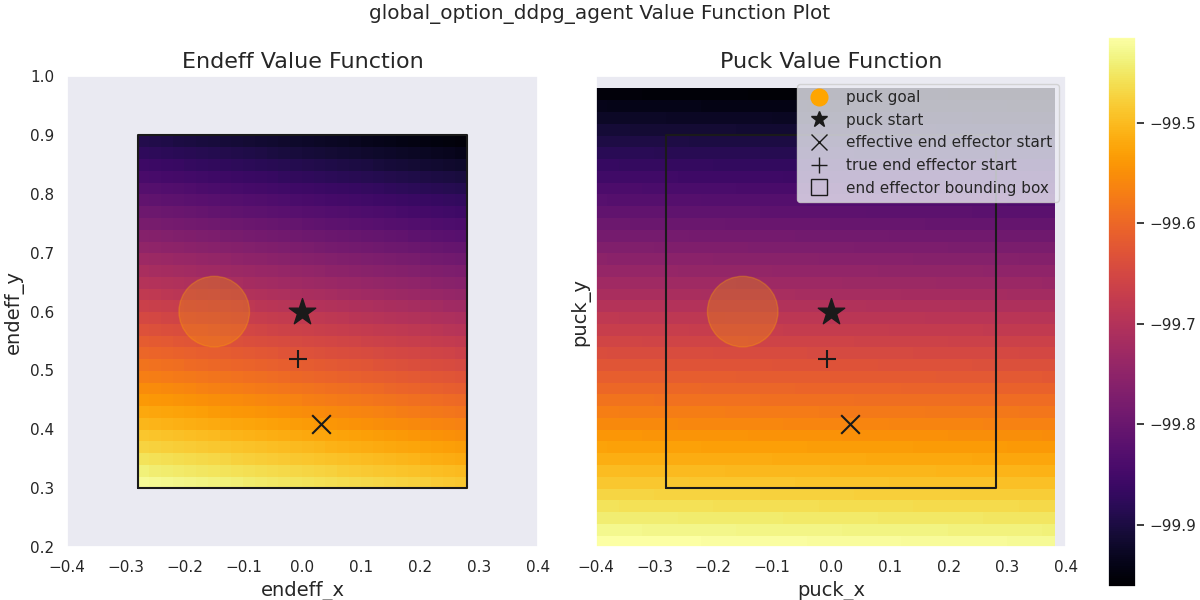 global_option_ddpg_agent Value Function Plot
Endeff Value Function
1.0
0.9
0.8
0.7
0.6
0.5
0.4
0.3
0.2
endeff_y
−0.4 −0.3 −0.2 −0.1 0.0 0.1 0.2 0.3 0.4
endeff_x
Puck Value Function
puck goal
puck start
effective end effector start
true end effector start
end effector bounding box
puck_y
−0.4 −0.3 −0.2 −0.1 0.0 0.1 0.2 0.3 0.4
puck_x
−99.5
−99.6
−99.7
−99.8
−99.9